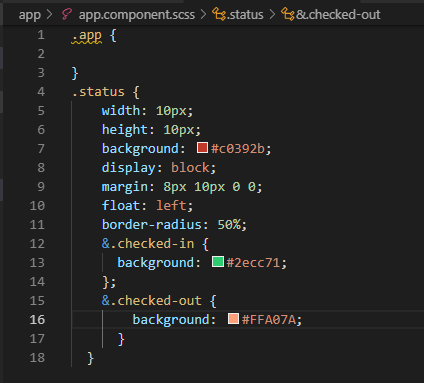 app > app.component.scss > .status > &.checked-out
1 .app {
2
3 }
4 .status {
5 width: 10px;
6 height: 10px;
7 background: #c0392b;
8 display: block;
9 margin: 8px 10px 0 0;
10 float: left;
11 border-radius: 50%;
12 &.checked-in {
13 background: #2ecc71;
14 };
15 &.checked-out {
16 background: #FFA07A;
17 }
18 }